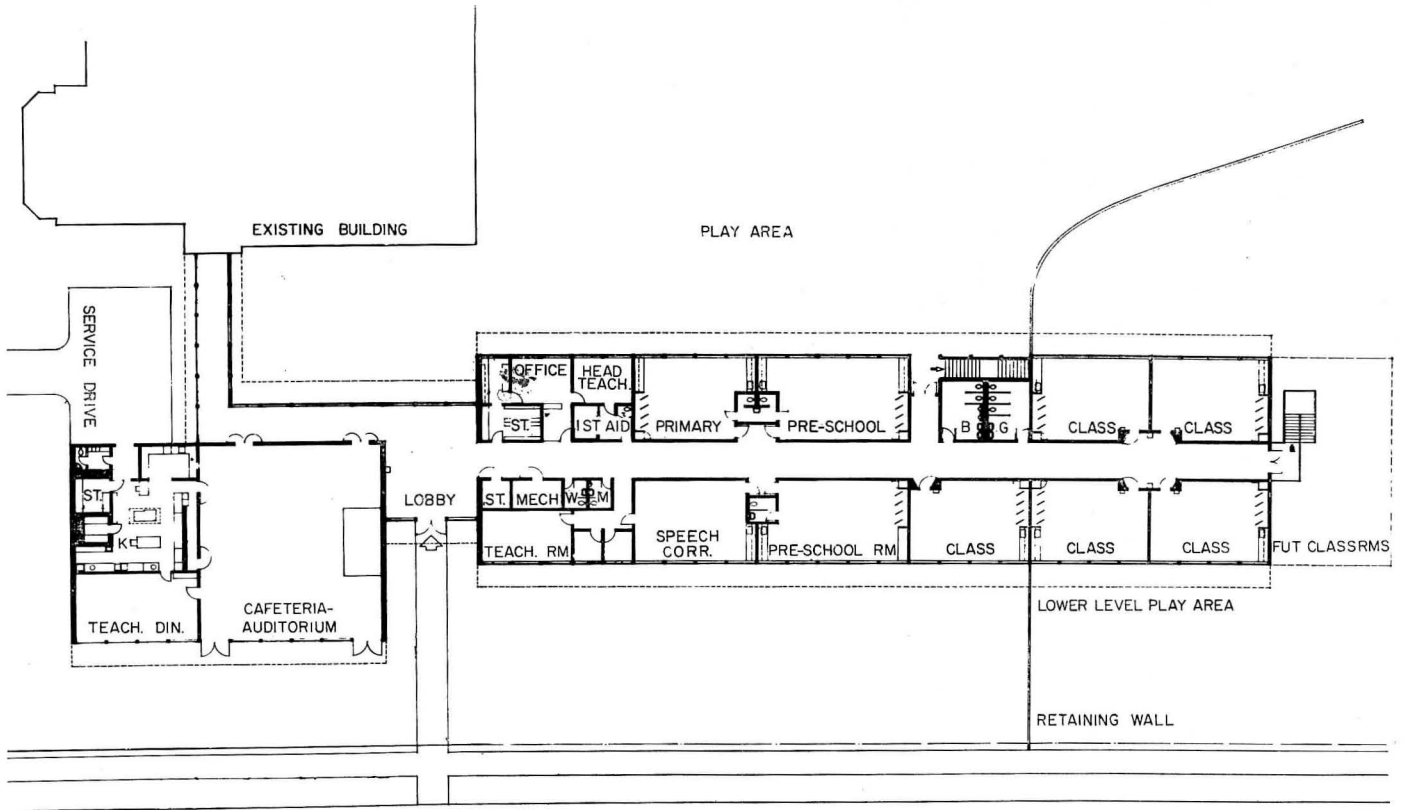 EXISTING BUILDING
PLAY AREA
SERVICE DRIVE
OFFICE
HEAD
TEACH.
ST.
1ST AID
PRIMARY
PRE-SCHOOL
B
G
CLASS
CLASS
ST.
K
LOBBY
ST.
MECH
W
M
TEACH. RM
SPEECH
CORR.
PRE-SCHOOL RM
CLASS
CLASS
CLASS
FUT CLASSRMS
TEACH. DIN.
CAFETERIA-
AUDITORIUM
LOWER LEVEL PLAY AREA
RETAINING WALL